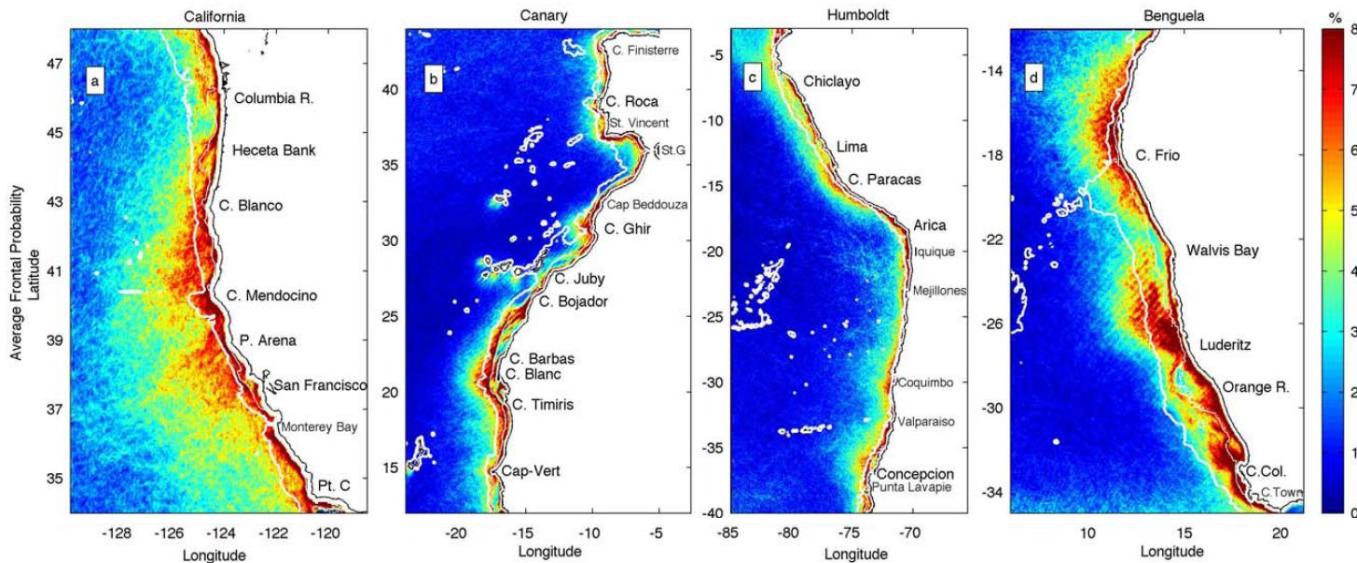 California
Canary
Humboldt
Benguela
%
Average Frontal Probability
Latitude
a
47
45
43
41
39
37
35
Columbia R.
Heceta Bank
C. Blanco
C. Mendocino
P. Arena
San Francisco
Monterey Bay
Pt. C
-128
-126
-124
-122
-120
Longitude
b
40
35
30
25
20
15
C. Finisterre
C. Roca
St. Vincent
St.G
Cap Beddouza
C. Ghir
C. Juby
C. Bojador
C. Barbas
C. Blanc
C. Timiris
Cap-Vert
-20
-15
-10
-5
Longitude
c
-5
-10
-15
-20
-25
-30
-35
-40
Chiclayo
Lima
C. Paracas
Arica
Iquique
Mejillones
Coquimbo
Valparaiso
Concepcion
Punta Lavapie
-85
-80
-75
-70
Longitude
d
-14
-18
-22
-26
-30
-34
C. Frio
Walvis Bay
Luderitz
Orange R.
C.Col.
C.Town
10
15
20
Longitude
8
7
6
5
4
3
2
1
0